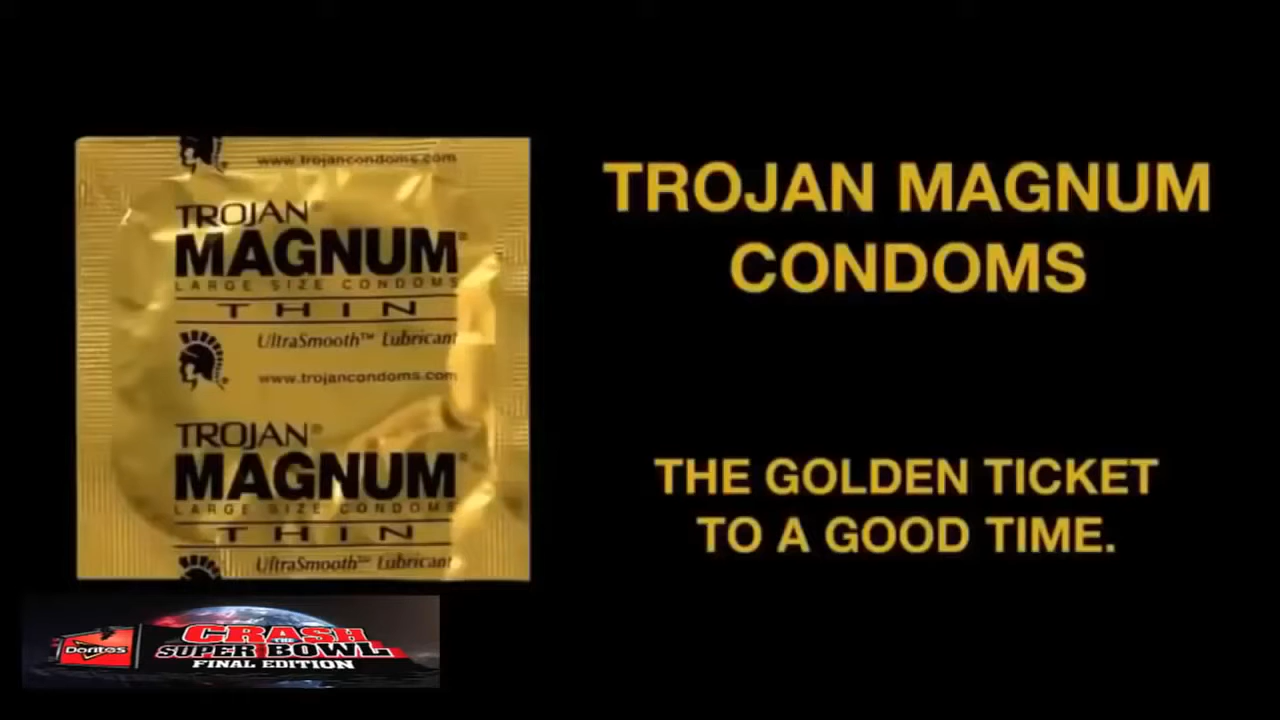 www.trojancondoms.com
TROJAN®
MAGNUM®
LARGE SIZE CONDOMS
THIN
UltraSmooth™ Lubricant
www.trojancondoms.com
TROJAN®
MAGNUM®
LARGE SIZE CONDOMS
THIN
UltraSmooth™ Lubricant
TROJAN MAGNUM
CONDOMS
THE GOLDEN TICKET
TO A GOOD TIME.
Doritos
CRASH
THE
SUPER BOWL
FINAL EDITION